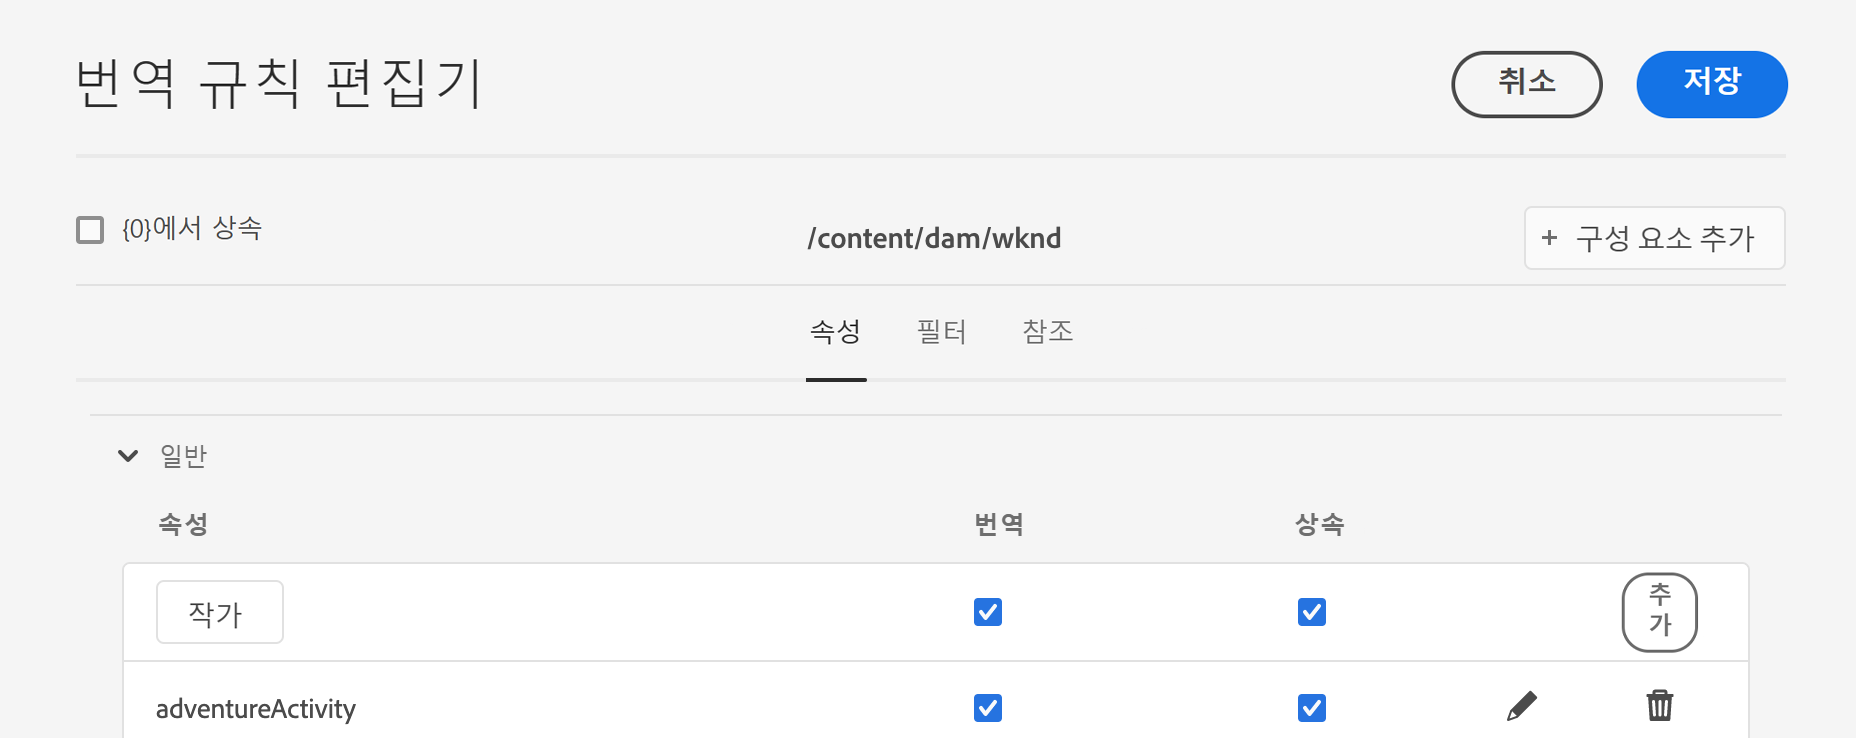 번역 규칙 편집기
취소
저장
{0}에서 상속
/content/dam/wknd
+ 구성 요소 추가
속성
필터
참조
일반
속성
번역
상속
작가
추
가
adventureActivity